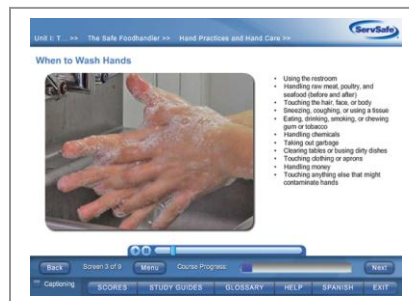 ServSafe
Unit I: T... >> The Safe Foodhandler >> Hand Practices and Hand Care >>
When to Wash Hands
• Using the restroom
• Handling raw meat, poultry, and
seafood (before and after)
• Touching the hair, face, or body
• Sneezing, coughing, or using a tissue
• Eating, drinking, smoking, or chewing
gum or tobacco
• Handling chemicals
• Taking out garbage
• Clearing tables or busing dirty dishes
• Touching clothing or aprons
• Handling money
• Touching anything else that might
contaminate hands
Back Screen 3 of 9 Menu Course Progress: Next
Captioning SCORES STUDY GUIDES GLOSSARY HELP SPANISH EXIT